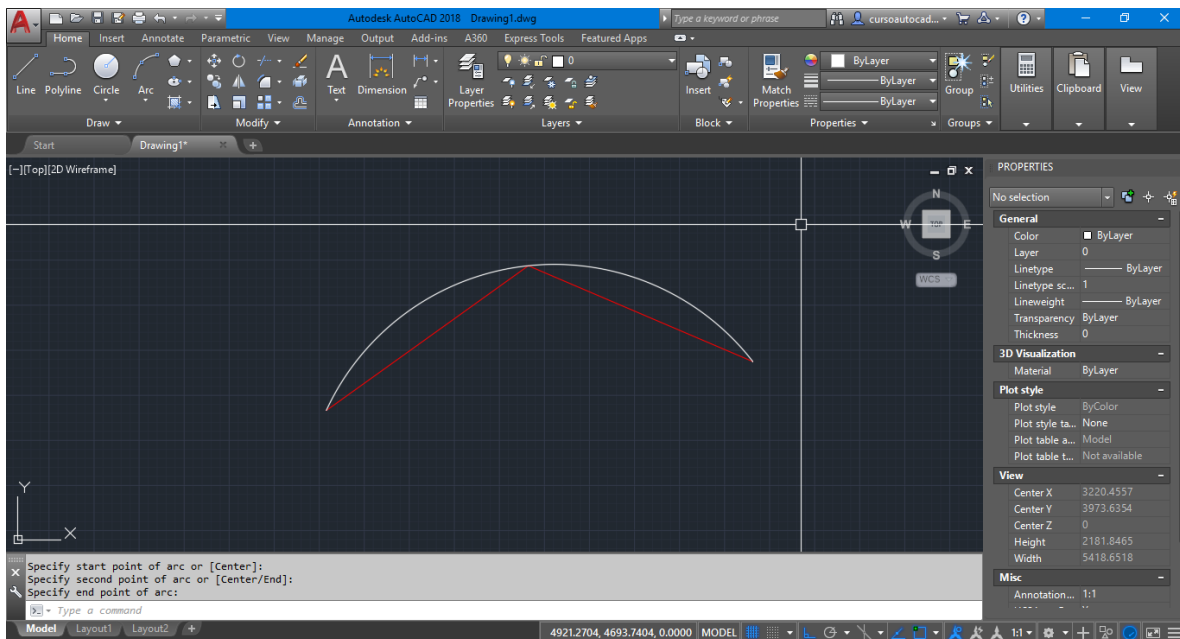 Autodesk AutoCAD 2018 Drawing1.dwg
Type a keyword or phrase
cursoautocad...
Home Insert Annotate Parametric View Manage Output Add-ins A360 Express Tools Featured Apps
Line Polyline Circle Arc
Draw
Modify
Text Dimension
Annotation
Layer Properties
0
Layers
Insert
Block
Match Properties
ByLayer
ByLayer
ByLayer
Properties
Group
Groups
Utilities
Clipboard
View
Start Drawing1* +
[−][Top][2D Wireframe]
N
W TOP E
S
WCS
Y
X
PROPERTIES
No selection
General
Color ByLayer
Layer 0
Linetype ByLayer
Linetype sc... 1
Lineweight ByLayer
Transparency ByLayer
Thickness 0
3D Visualization
Material ByLayer
Plot style
Plot style ByColor
Plot style ta... None
Plot table a... Model
Plot table t... Not available
View
Center X 3220.4557
Center Y 3973.6354
Center Z 0
Height 2181.8465
Width 5418.6518
Misc
Annotation... 1:1
Specify start point of arc or [Center]:
Specify second point of arc or [Center/End]:
Specify end point of arc:
Type a command
Model Layout1 Layout2 +
4921.2704, 4693.7404, 0.0000 MODEL 1:1